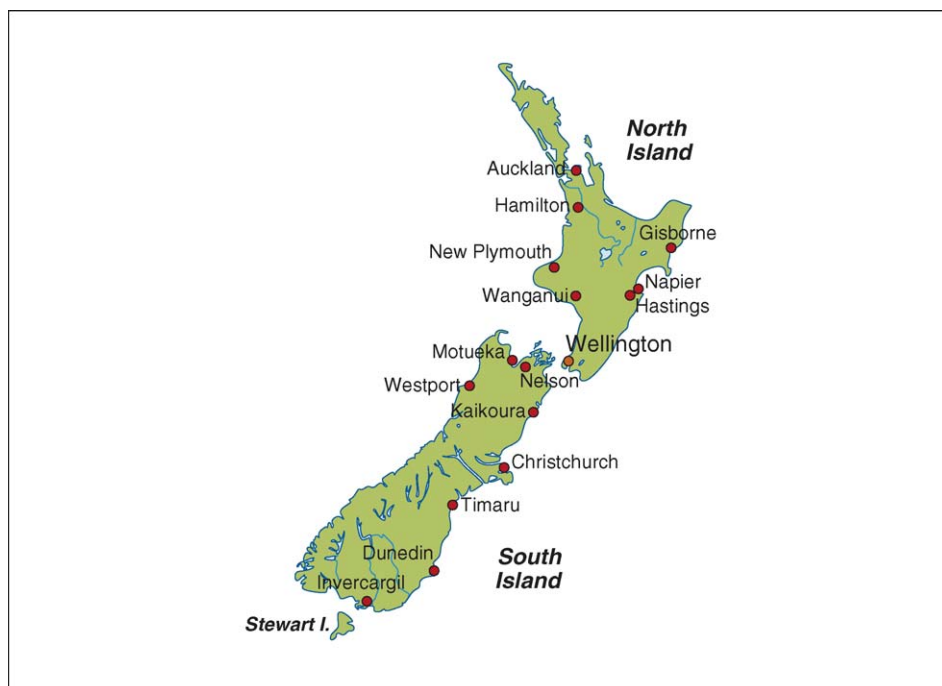 North
Island
Auckland
Hamilton
Gisborne
New Plymouth
Napier
Wanganui
Hastings
Wellington
Motueka
Nelson
Westport
Kaikoura
Christchurch
Timaru
Dunedin
South
Island
Invercargil
Stewart I.